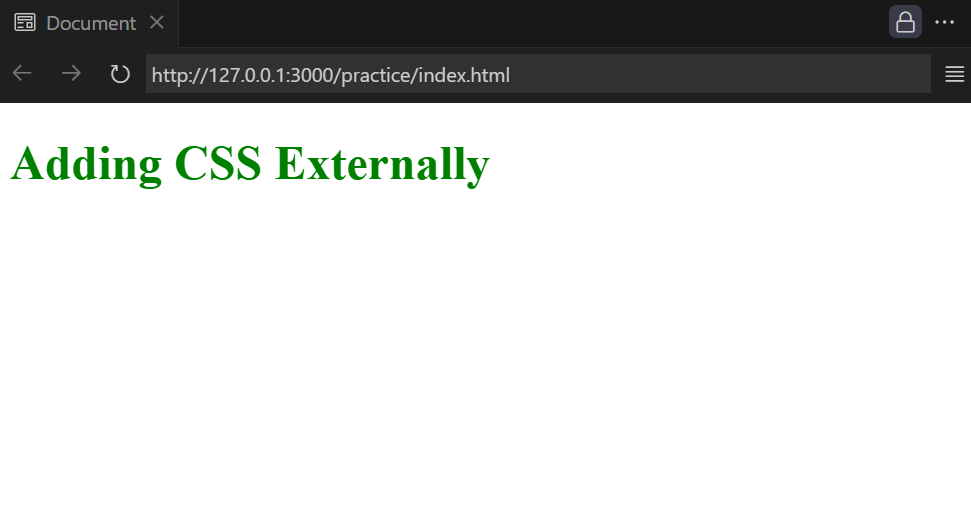 Document
http://127.0.0.1:3000/practice/index.html
Adding CSS Externally